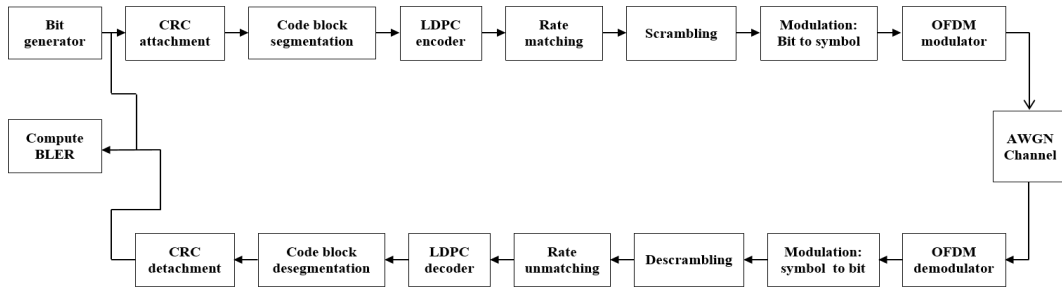 Bit
generator
CRC
attachment
Code block
segmentation
LDPC
encoder
Rate
matching
Scrambling
Modulation:
Bit to symbol
OFDM
modulator
Compute
BLER
AWGN
Channel
CRC
detachment
Code block
desegmentation
LDPC
decoder
Rate
unmatching
Descrambling
Modulation:
symbol to bit
OFDM
demodulator